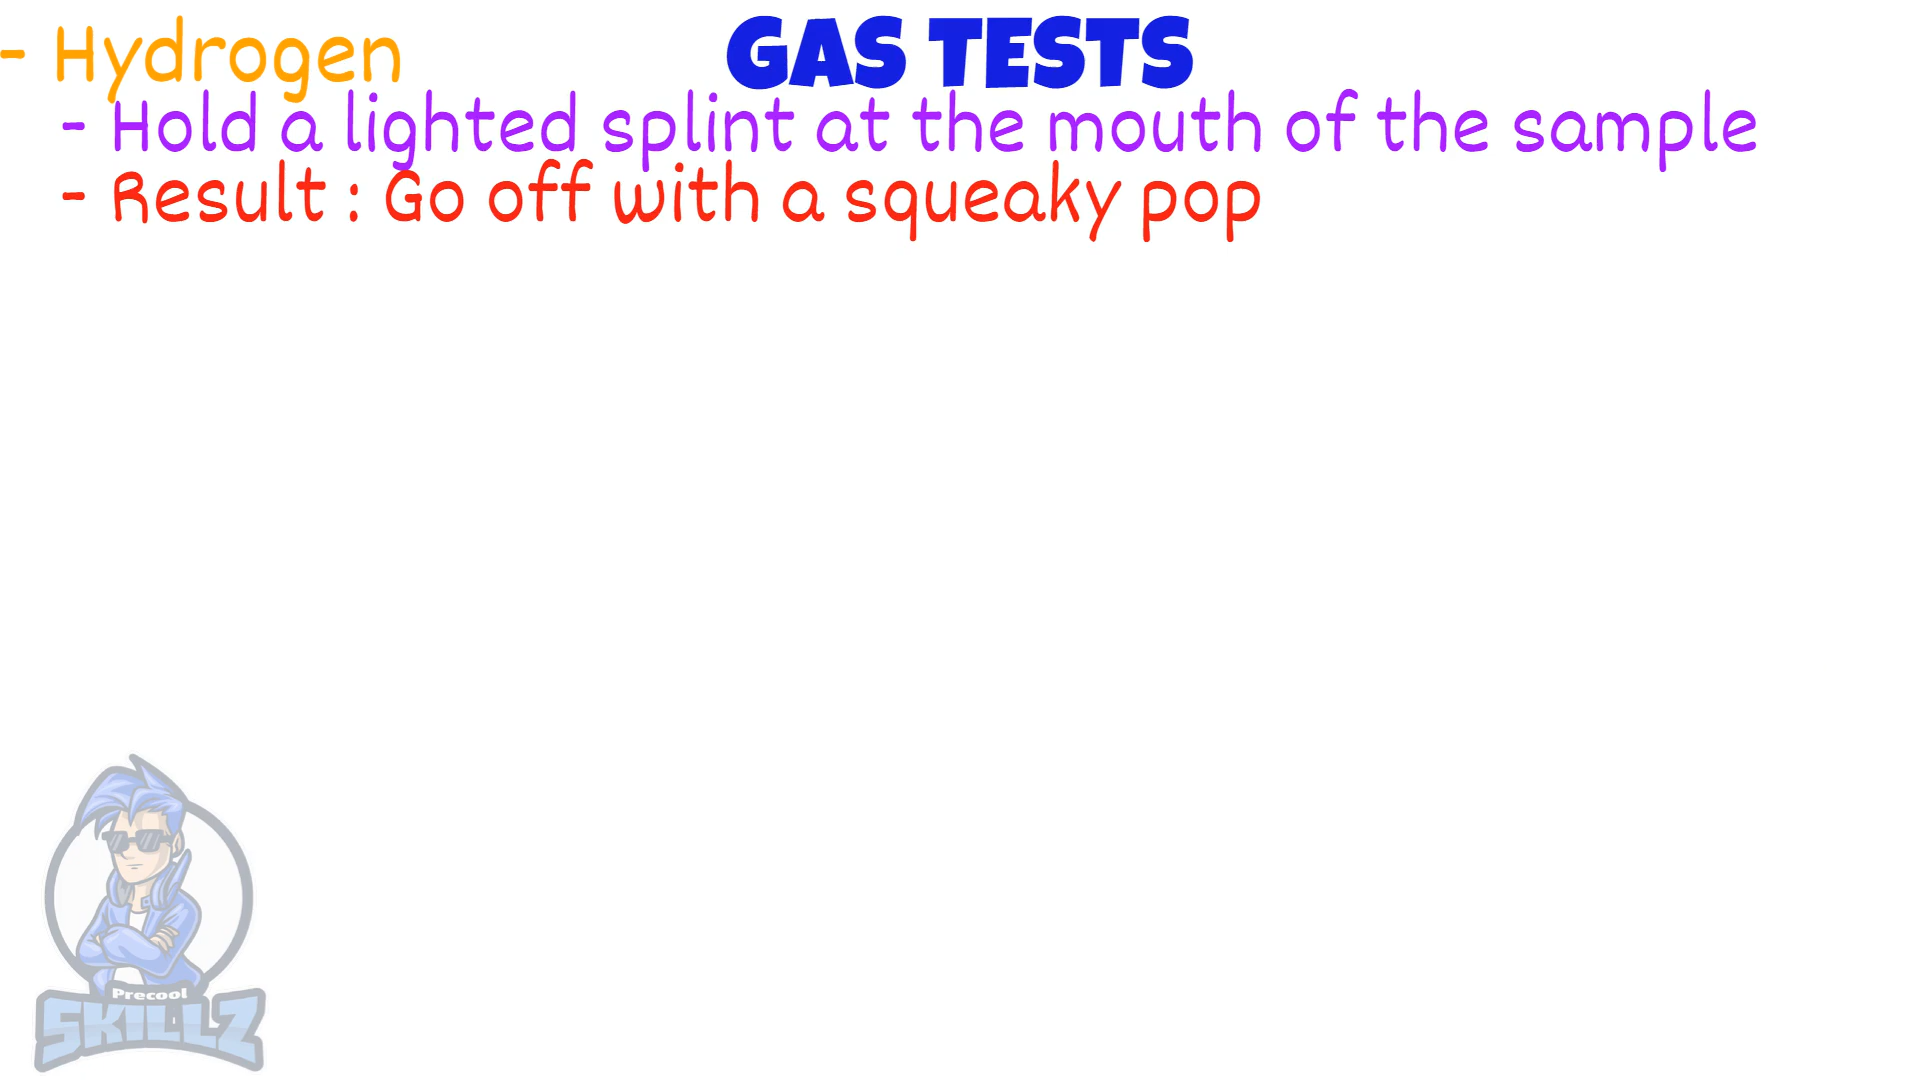 GAS TESTS
- Hydrogen
- Hold a lighted splint at the mouth of the sample
- Result : Go off with a squeaky pop
Precool
SKILLZ